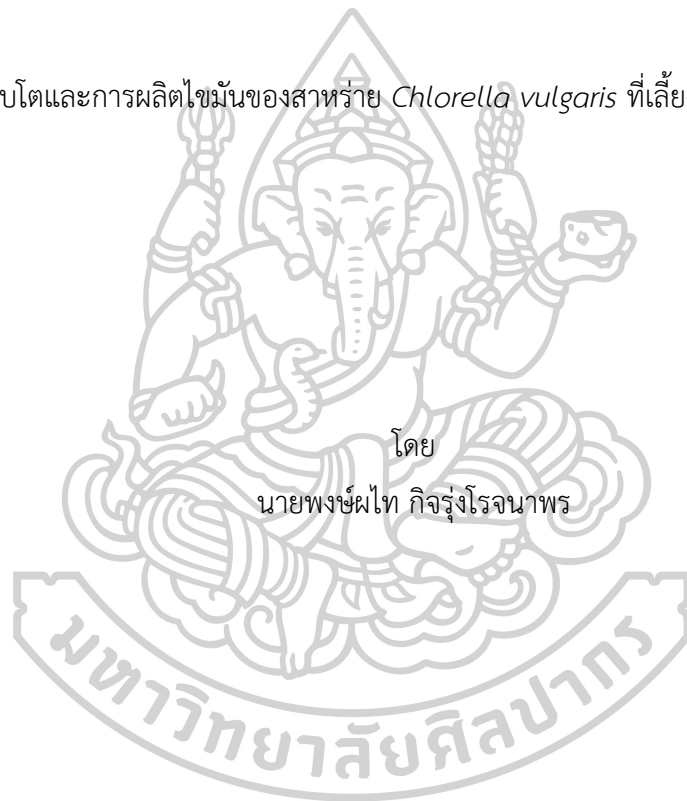 บโตและการผลิตไขมันของสาหร่าย Chlorella vulgaris ที่เลี้ย
โดย
นายพงษ์ผไท กิจรุ่งโรจนาพร
มหาวิทยาลัยศิลปากร